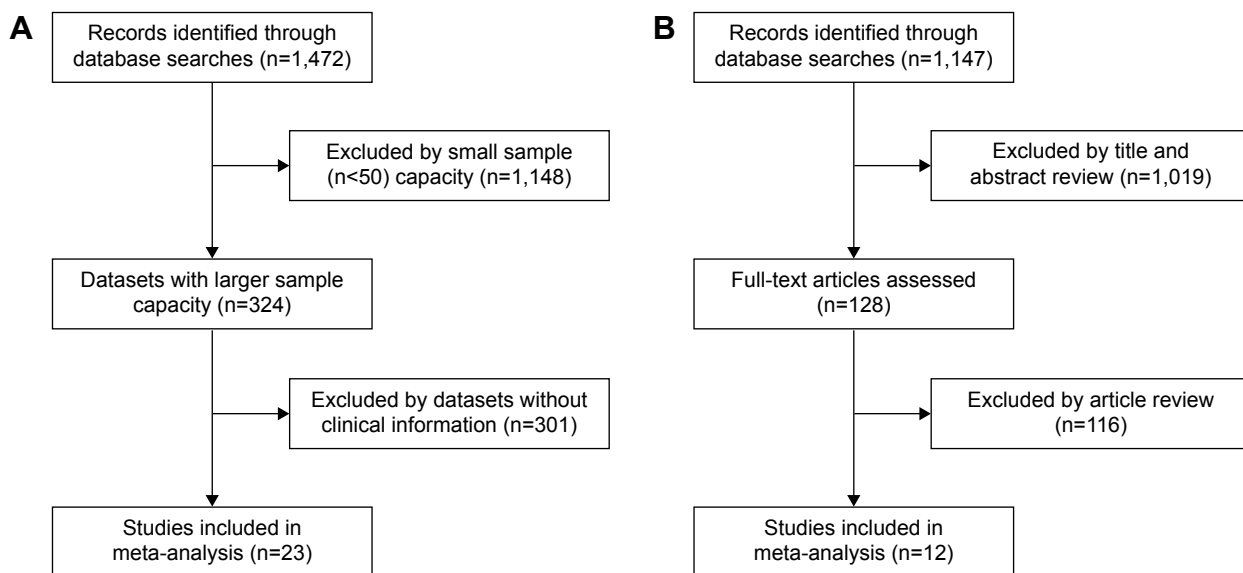 A
Records identified through
database searches (n=1,472)
Excluded by small sample
(n<50) capacity (n=1,148)
Datasets with larger sample
capacity (n=324)
Excluded by datasets without
clinical information (n=301)
Studies included in
meta-analysis (n=23)
B
Records identified through
database searches (n=1,147)
Excluded by title and
abstract review (n=1,019)
Full-text articles assessed
(n=128)
Excluded by article review
(n=116)
Studies included in
meta-analysis (n=12)